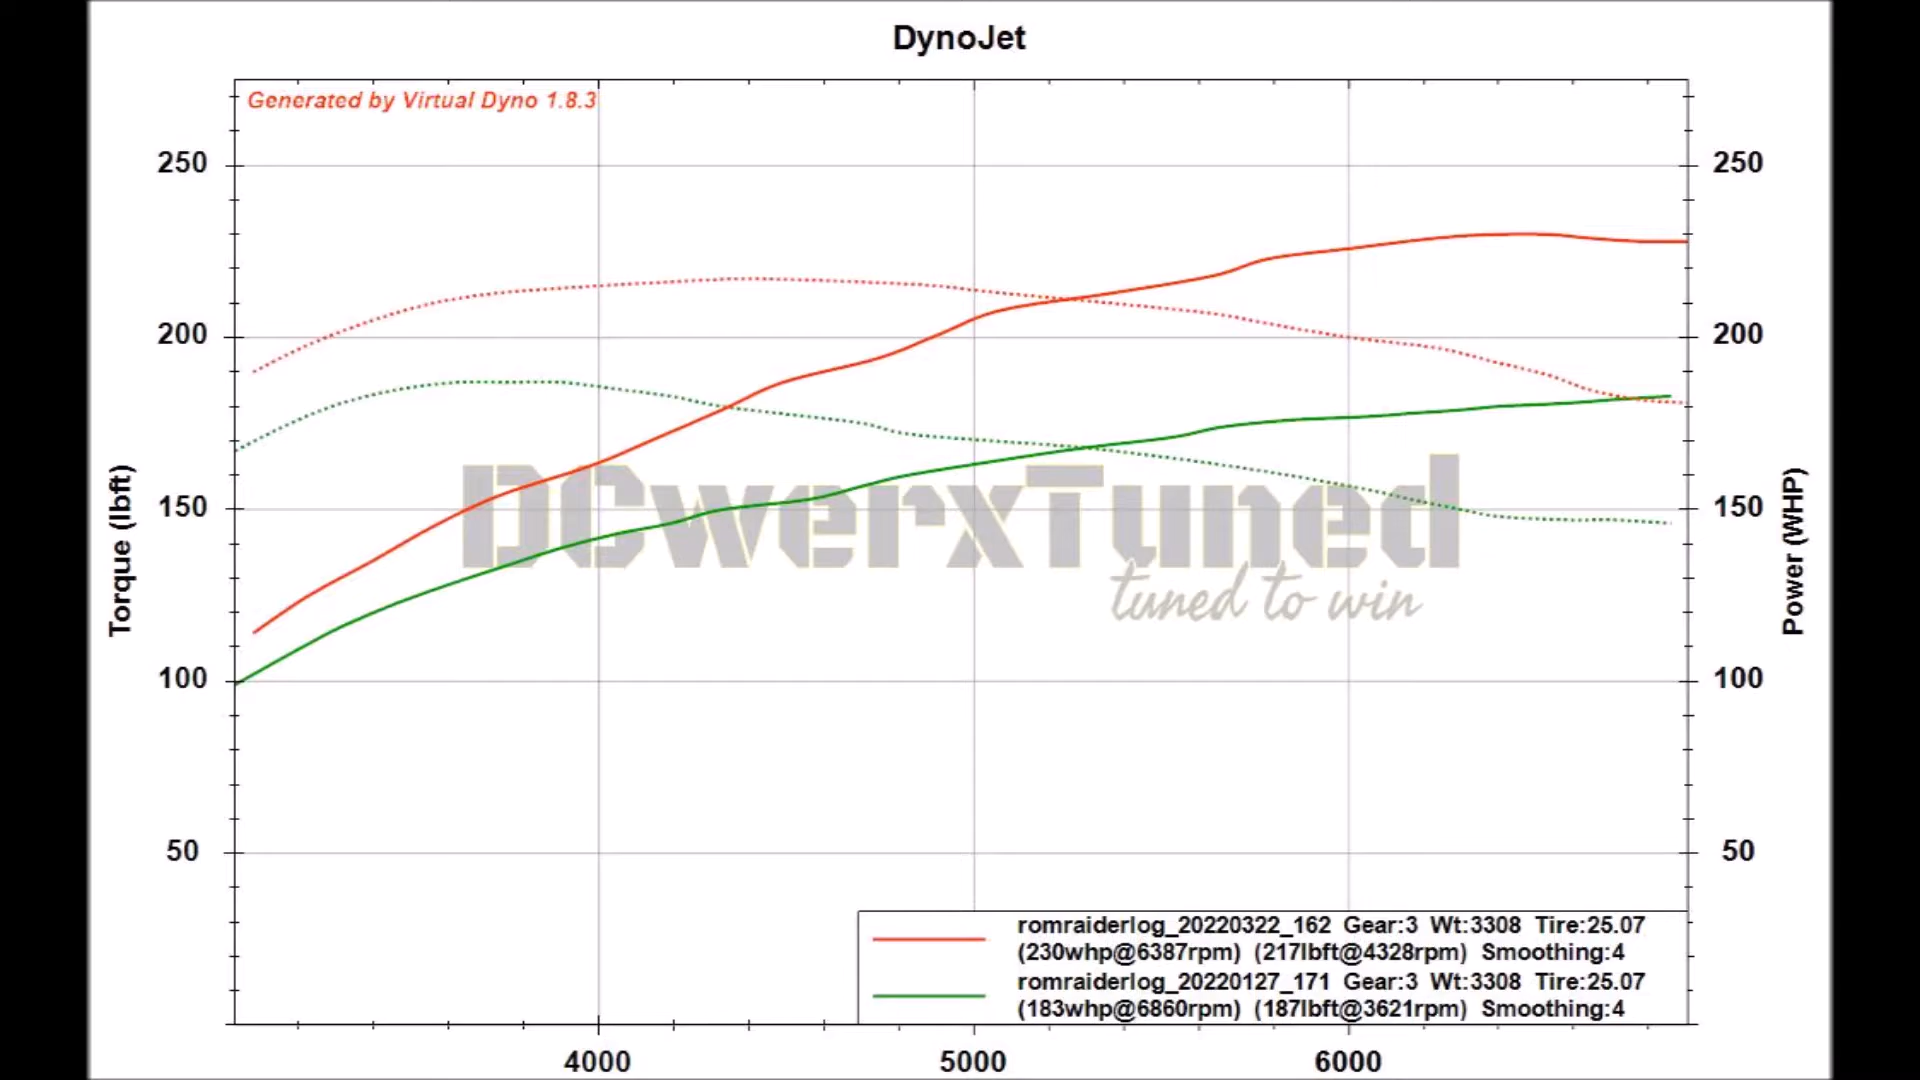 DynoJet
Generated by Virtual Dyno 1.8.3
250
200
150
100
50
Torque (lbft)
250
200
150
100
50
Power (WHP)
DCwerxTuned
tuned to win
romraiderlog_20220322_162 Gear:3 Wt:3308 Tire:25.07
(230whp@6387rpm) (217lbft@4328rpm) Smoothing:4
romraiderlog_20220127_171 Gear:3 Wt:3308 Tire:25.07
(183whp@6860rpm) (187lbft@3621rpm) Smoothing:4
4000
5000
6000